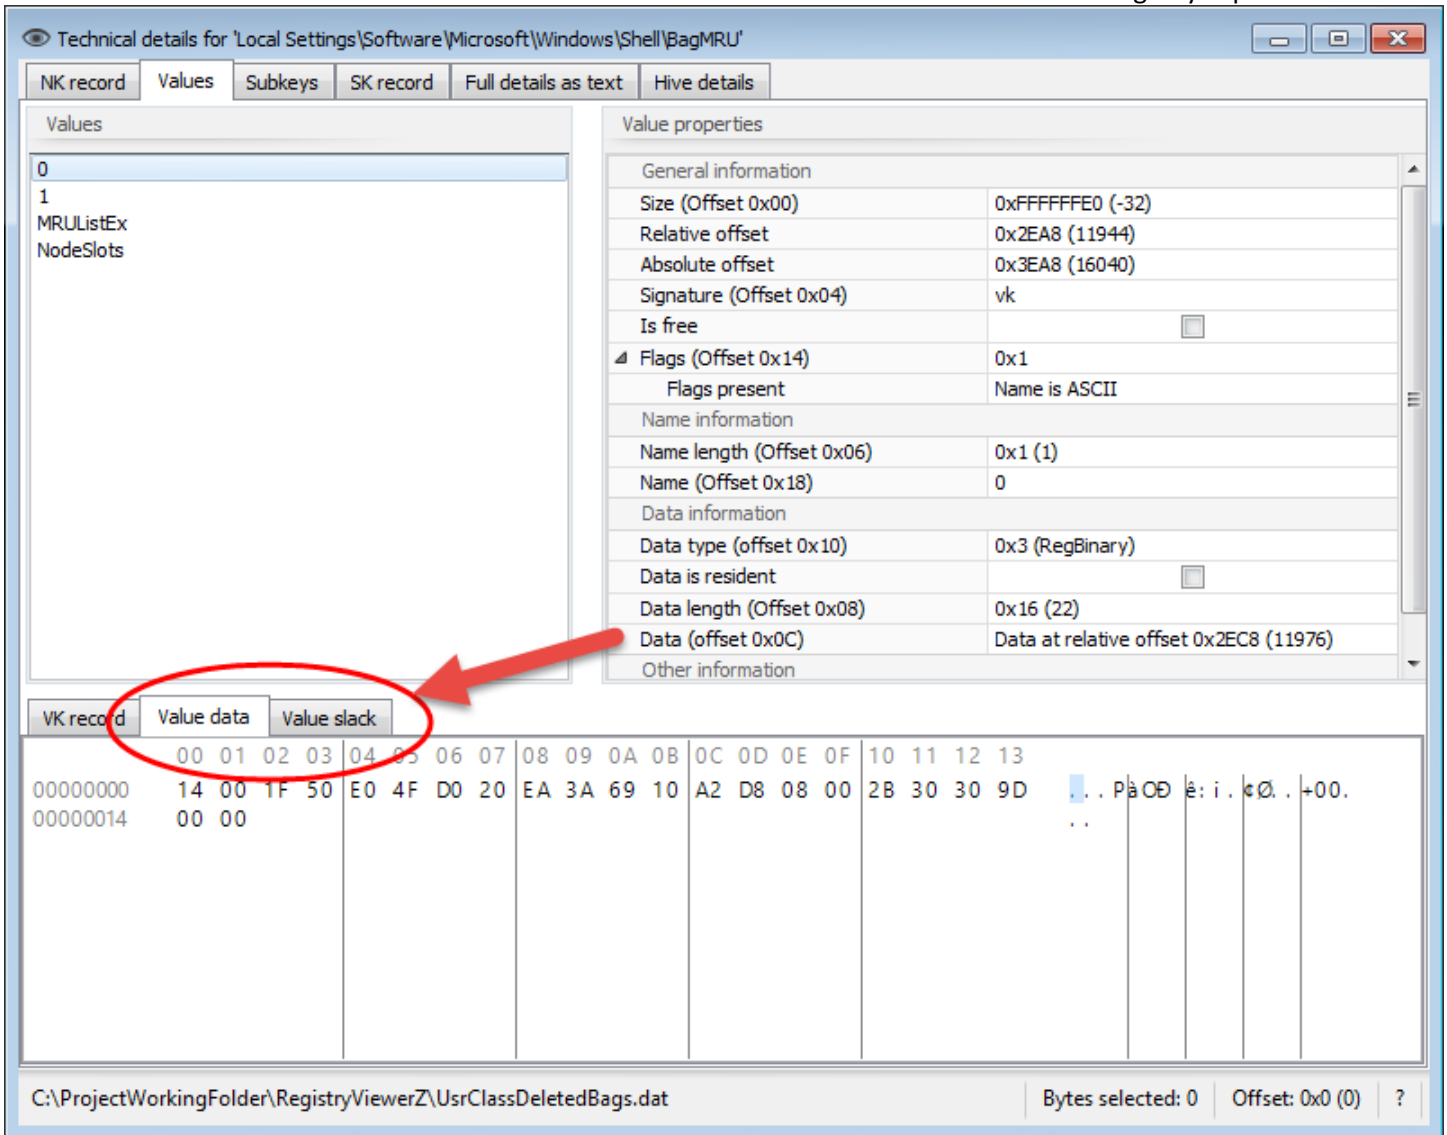 Technical details for 'Local Settings\Software\Microsoft\Windows\Shell\BagMRU'
NK record Values Subkeys SK record Full details as text Hive details
Values
0
1
MRUListEx
NodeSlots
Value properties
General information
Size (Offset 0x00) 0xFFFFFFE0 (-32)
Relative offset 0x2EA8 (11944)
Absolute offset 0x3EA8 (16040)
Signature (Offset 0x04) vk
Is free
Flags (Offset 0x14) 0x1
Flags present Name is ASCII
Name information
Name length (Offset 0x06) 0x1 (1)
Name (Offset 0x18) 0
Data information
Data type (offset 0x10) 0x3 (RegBinary)
Data is resident
Data length (Offset 0x08) 0x16 (22)
Data (offset 0x0C) Data at relative offset 0x2EC8 (11976)
Other information
VK record Value data Value slack
00 01 02 03 04 05 06 07 08 09 0A 0B 0C 0D 0E 0F 10 11 12 13
00000000 14 00 1F 50 E0 4F D0 20 EA 3A 69 10 A2 D8 08 00 2B 30 30 9D . . . PàOÐ ê: i . ¢Ø. . +00.
00000014 00 00 . .
C:\ProjectWorkingFolder\RegistryViewerZ\UsrClassDeletedBags.dat Bytes selected: 0 Offset: 0x0 (0) ?